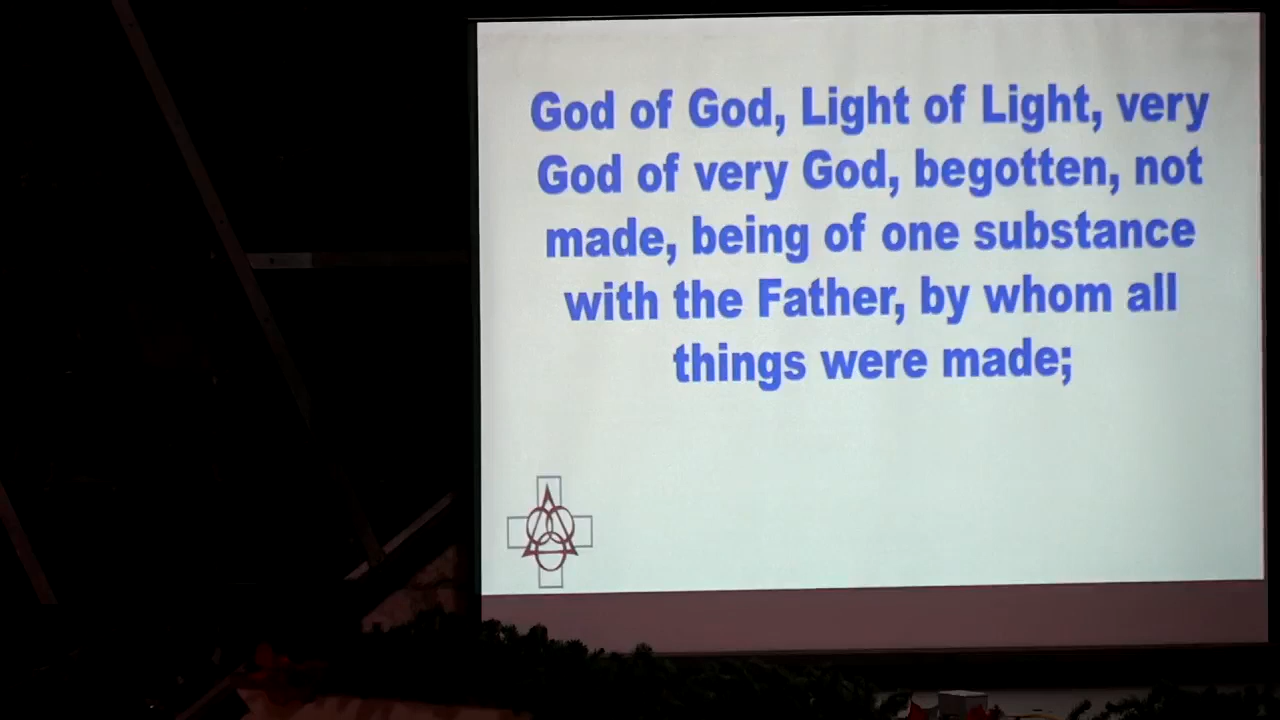 God of God, Light of Light, very
God of very God, begotten, not
made, being of one substance
with the Father, by whom all
things were made;